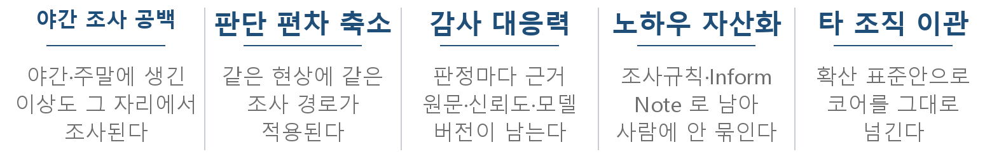 야간 조사 공백
야간·주말에 생긴
이상도 그 자리에서
조사된다
판단 편차 축소
같은 현상에 같은
조사 경로가
적용된다
감사 대응력
판정마다 근거
원문·신뢰도·모델
버전이 남는다
노하우 자산화
조사규칙·Inform
Note 로 남아
사람에 안 묶인다
타 조직 이관
확산 표준안으로
코어를 그대로
넘긴다